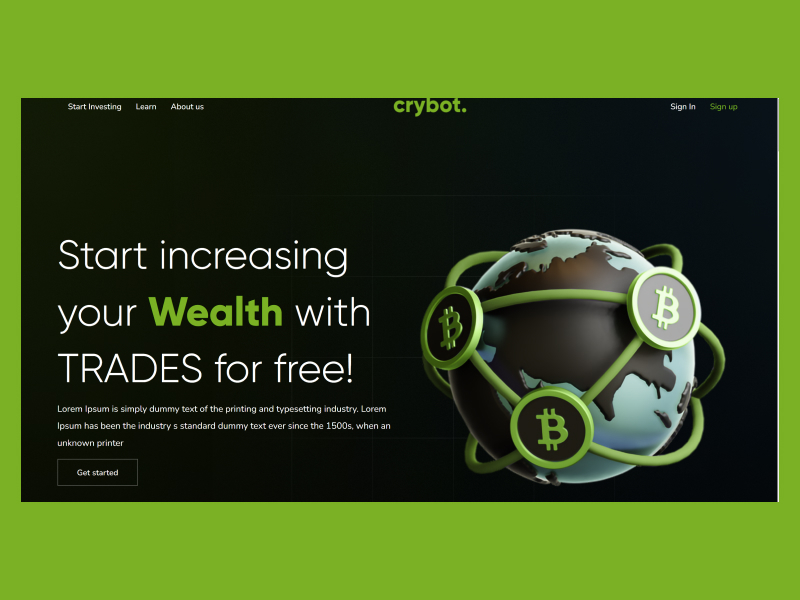 Start Investing Learn About us crybot. Sign In Sign up
Start increasing
your Wealth with
TRADES for free!
Lorem Ipsum is simply dummy text of the printing and typesetting industry. Lorem
Ipsum has been the industry s standard dummy text ever since the 1500s, when an
unknown printer
Get started